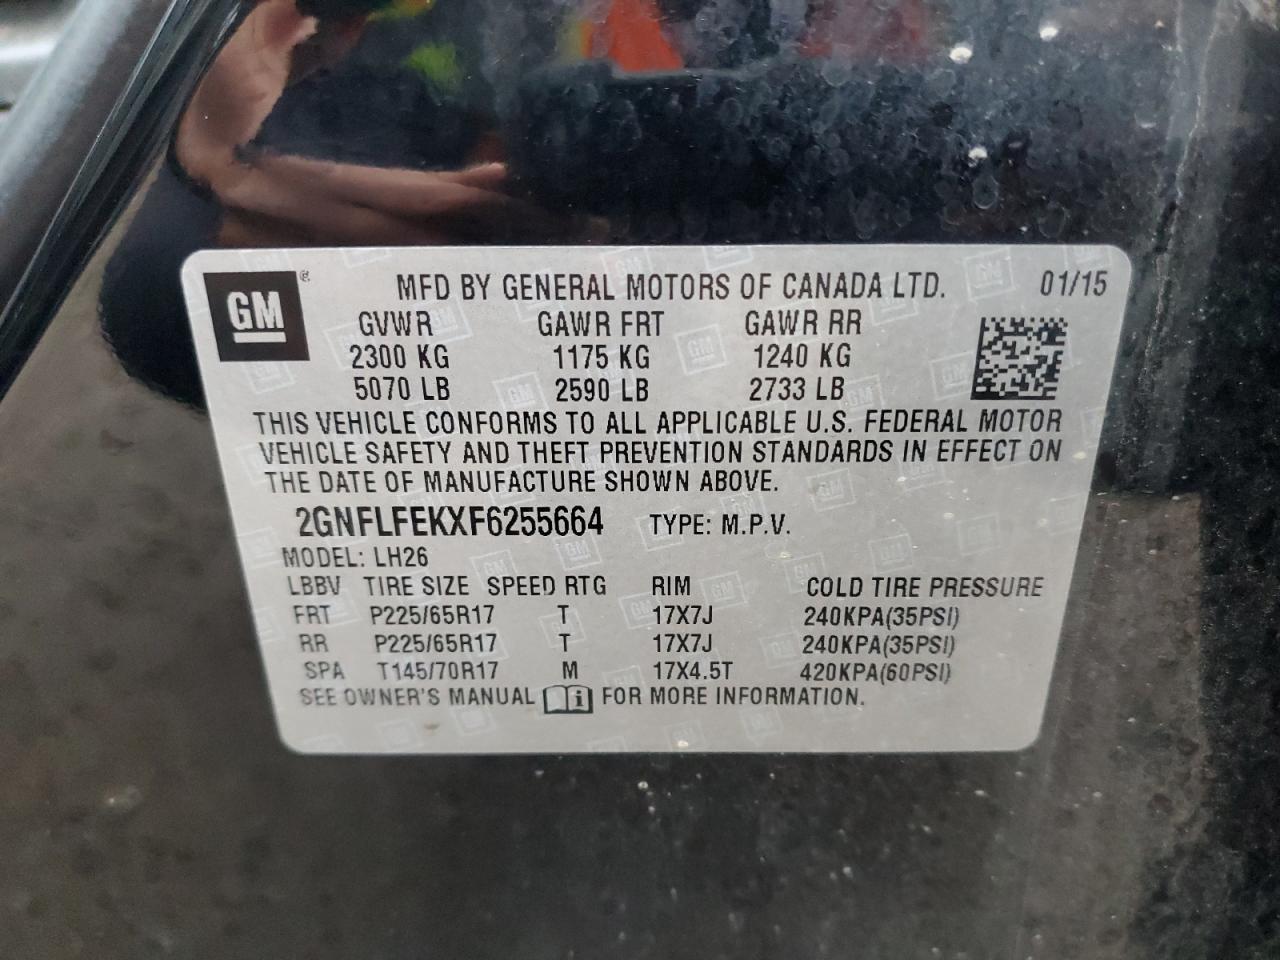 GM®
MFD BY GENERAL MOTORS OF CANADA LTD. 01/15
GVWR GAWR FRT GAWR RR
2300 KG 1175 KG 1240 KG
5070 LB 2590 LB 2733 LB
THIS VEHICLE CONFORMS TO ALL APPLICABLE U.S. FEDERAL MOTOR
VEHICLE SAFETY AND THEFT PREVENTION STANDARDS IN EFFECT ON
THE DATE OF MANUFACTURE SHOWN ABOVE.
2GNFLFEKXF6255664 TYPE: M.P.V.
MODEL: LH26
LBBV TIRE SIZE SPEED RTG RIM COLD TIRE PRESSURE
FRT P225/65R17 T 17X7J 240KPA(35PSI)
RR P225/65R17 T 17X7J 240KPA(35PSI)
SPA T145/70R17 M 17X4.5T 420KPA(60PSI)
SEE OWNER'S MANUAL i FOR MORE INFORMATION.